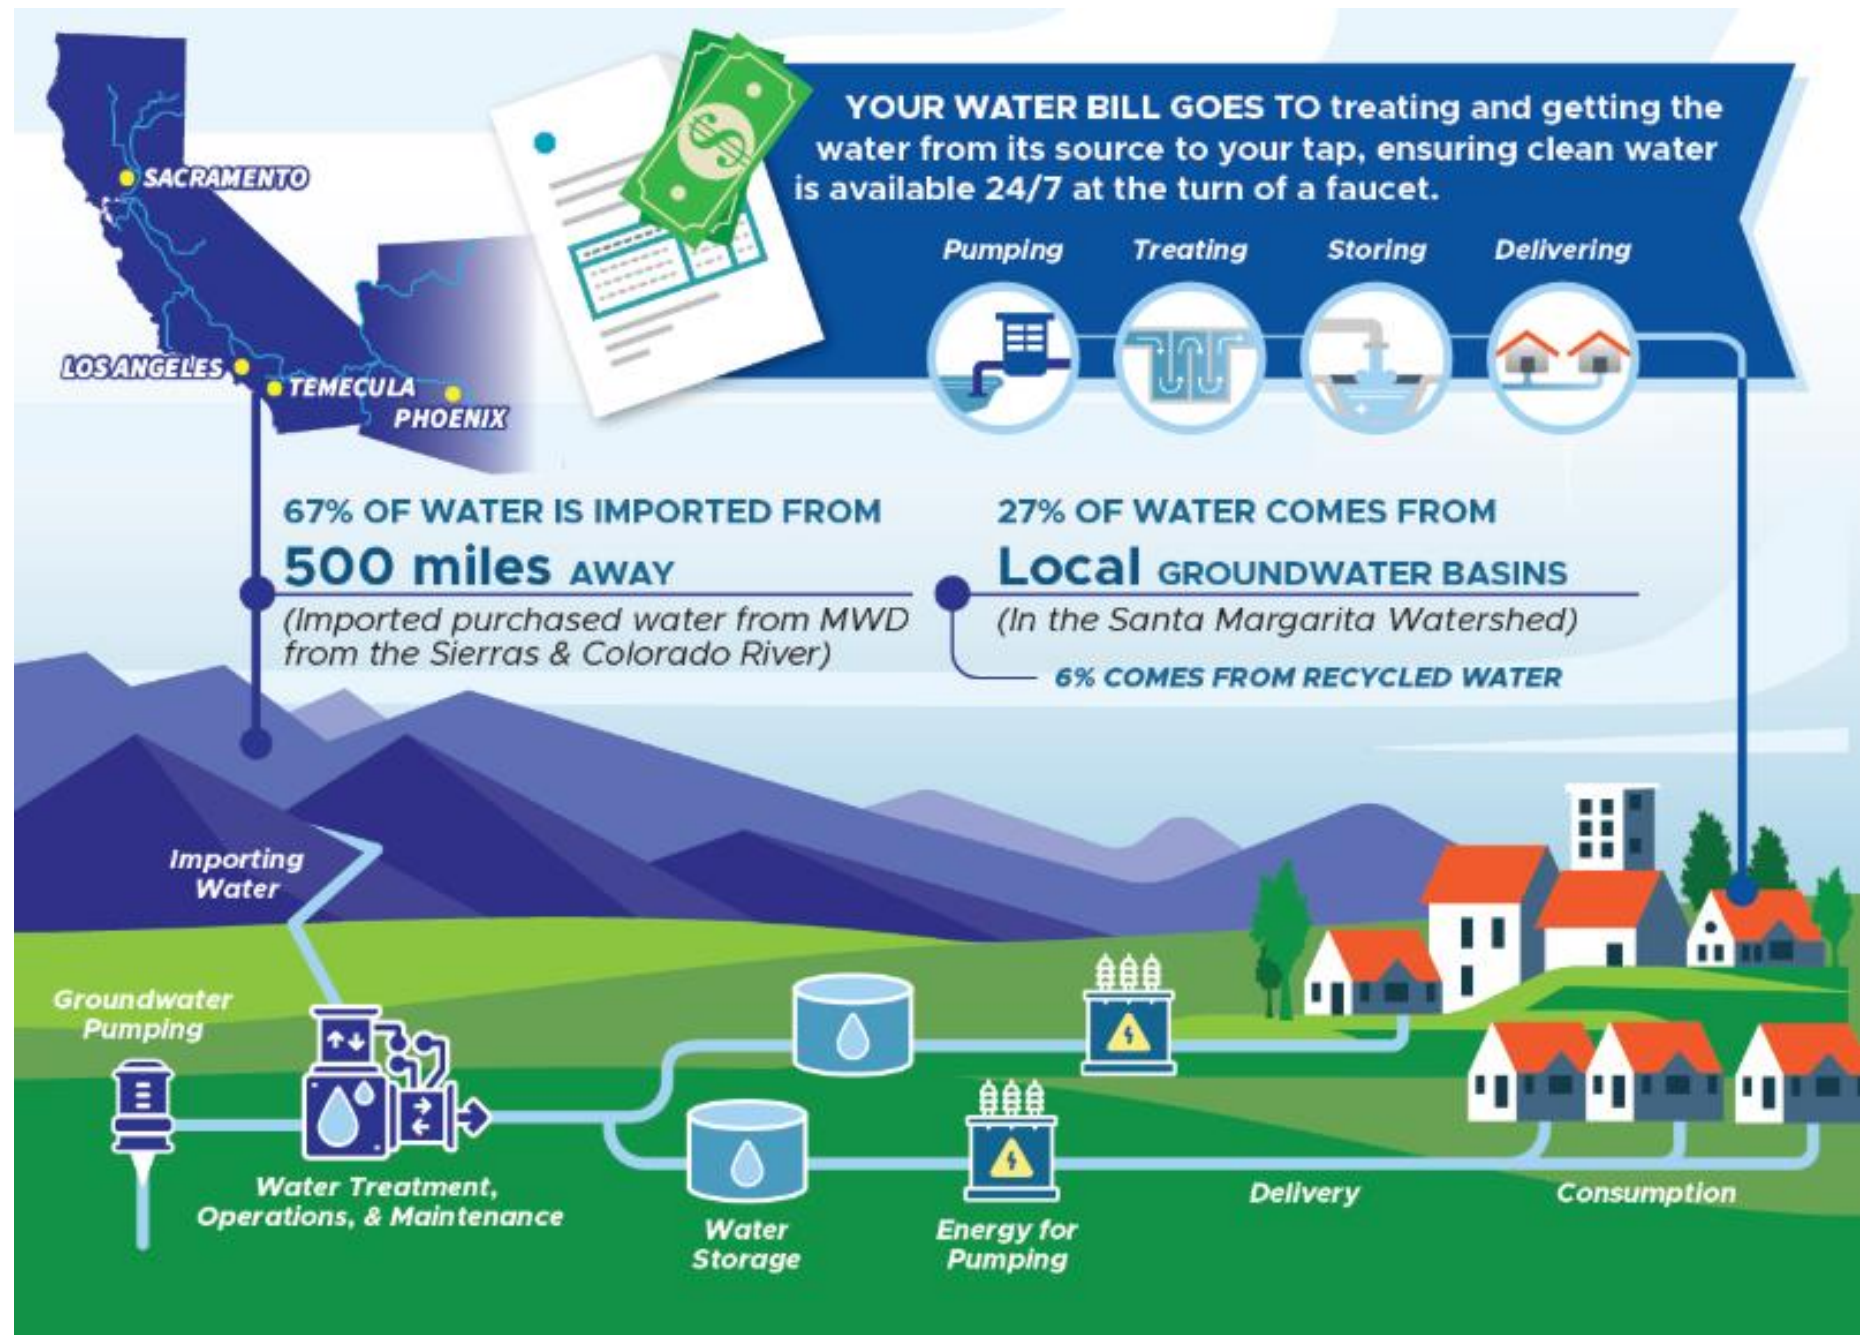 SACRAMENTO
LOS ANGELES
TEMECULA
PHOENIX
YOUR WATER BILL GOES TO treating and getting the
water from its source to your tap, ensuring clean water
is available 24/7 at the turn of a faucet.
Pumping
Treating
Storing
Delivering
67% OF WATER IS IMPORTED FROM
500 miles AWAY
(Imported purchased water from MWD
from the Sierras & Colorado River)
27% OF WATER COMES FROM
Local GROUNDWATER BASINS
(In the Santa Margarita Watershed)
6% COMES FROM RECYCLED WATER
Importing
Water
Groundwater
Pumping
Water Treatment,
Operations, & Maintenance
Water
Storage
Energy for
Pumping
Delivery
Consumption